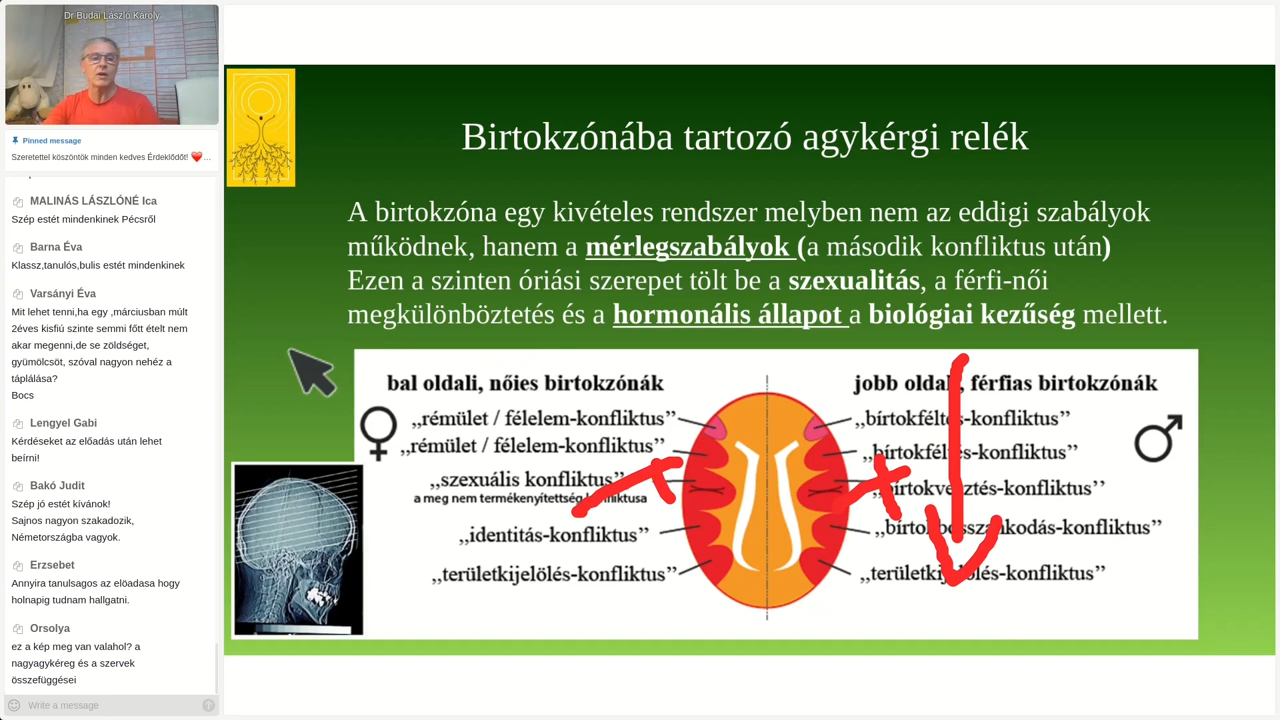 Dr Budai László Károly
Pinned message
Szeretettel köszöntök minden kedves Érdeklődőt! ❤️…
MALINÁS LÁSZLÓNÉ Ica
Szép estét mindenkinek Pécsről
Barna Éva
Klassz,tanulós,bulis estét mindenkinek
Varsányi Éva
Mit lehet tenni,ha egy ,márciusban múlt
2éves kisfiú szinte semmi főtt ételt nem
akar megenni,de se zöldséget,
gyümölcsöt, szóval nagyon nehéz a
táplálása?
Bocs
Lengyel Gabi
Kérdéseket az előadás után lehet
beírni!
Bakó Judit
Szép jó estét kívánok!
Sajnos nagyon szakadozik,
Németországba vagyok.
Erzsebet
Annyira tanulsagos az elöadasa hogy
holnapig tudnam hallgatni.
Orsolya
ez a kép meg van valahol? a
nagyagykéreg és a szervek
összefüggései
Write a message
Birtokzónába tartozó agykérgi relék
A birtokzóna egy kivételes rendszer melyben nem az eddigi szabályok
működnek, hanem a mérlegszabályok (a második konfliktus után)
Ezen a szinten óriási szerepet tölt be a szexualitás, a férfi-női
megkülönböztetés és a hormonális állapot a biológiai kezűség mellett.
bal oldali, nőies birtokzónák
,,rémület / félelem-konfliktus”
,,rémület / félelem-konfliktus”
,,szexuális konfliktus”
a meg nem termékenyítettség konfliktusa
,,identitás-konfliktus”
,,területkijelölés-konfliktus”
jobb oldali, férfias birtokzónák
,,bírtokféltés-konfliktus”
,,bírtokféltés-konfliktus”
,,bírtokvesztés-konfliktus”
,,bírtokbosszankodás-konfliktus”
,,területkijelölés-konfliktus”